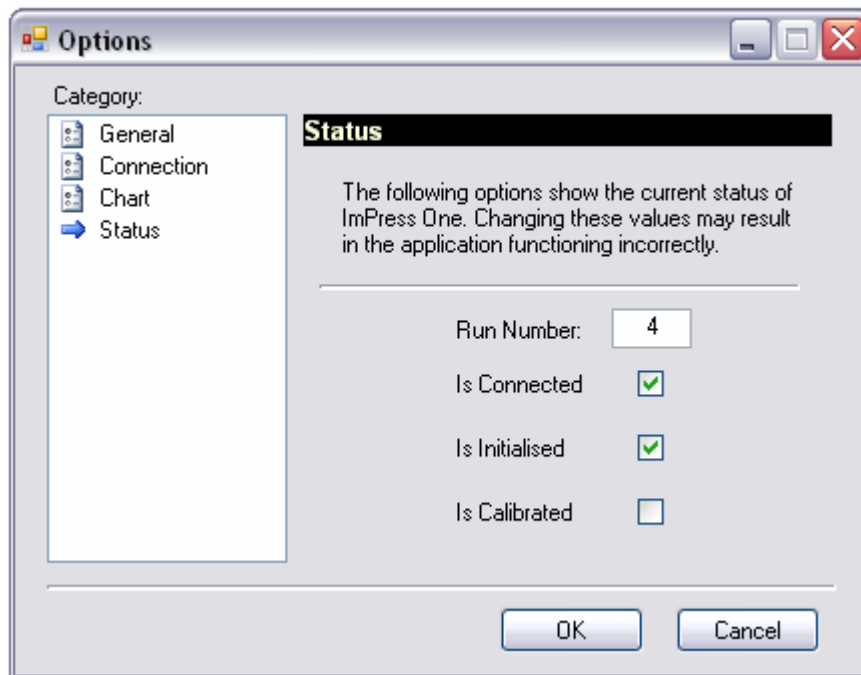 Options
Category:
General
Connection
Chart
Status
Status
The following options show the current status of
ImPress One. Changing these values may result
in the application functioning incorrectly.
Run Number: 4
Is Connected
Is Initialised
Is Calibrated
OK Cancel